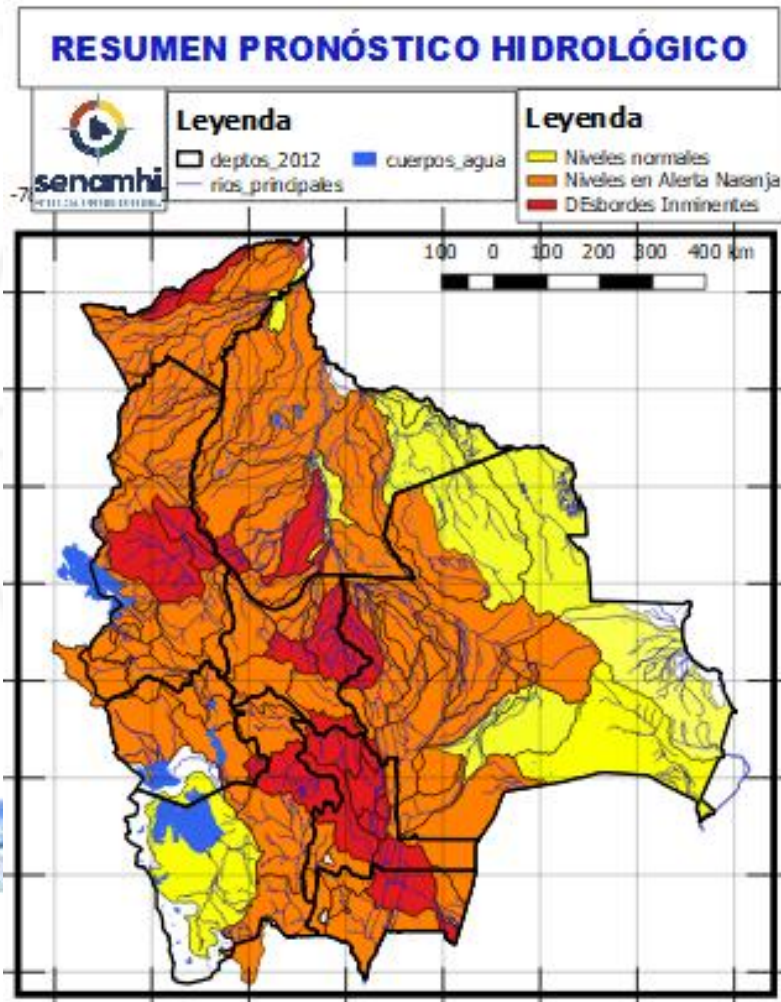 RESUMEN PRONÓSTICO HIDROLÓGICO
senamhi
Leyenda
deptos_2012
cuerpos_agua
rios_principales
Leyenda
Niveles normales
Niveles en Alerta Naranja
DEsbordes Inminentes
100 0 100 200 300 400 km